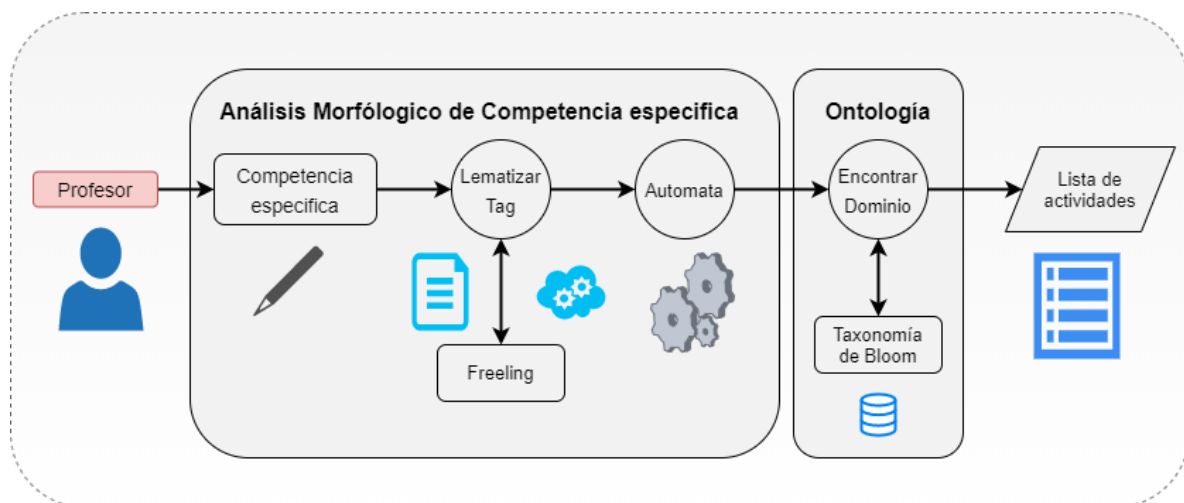 Análisis Morfólogico de Competencia especifica
Ontología
Profesor
Competencia
especifica
Lematizar
Tag
Automata
Encontrar
Dominio
Lista de
actividades
Freeling
Taxonomía
de Bloom